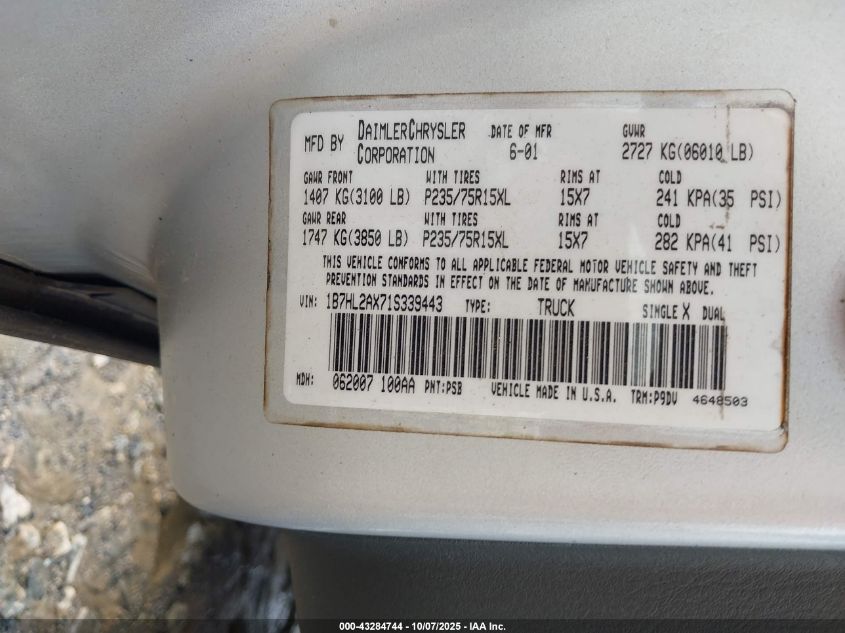 MFD BY DAIMLERCHRYSLER CORPORATION DATE OF MFR 6-01 GVWR 2727 KG(06010 LB)
GAWR FRONT WITH TIRES RIMS AT COLD
1407 KG(3100 LB) P235/75R15XL 15X7 241 KPA(35 PSI)
GAWR REAR WITH TIRES RIMS AT COLD
1747 KG(3850 LB) P235/75R15XL 15X7 282 KPA(41 PSI)
THIS VEHICLE CONFORMS TO ALL APPLICABLE FEDERAL MOTOR VEHICLE SAFETY AND THEFT
PREVENTION STANDARDS IN EFFECT ON THE DATE OF MANUFACTURE SHOWN ABOVE.
VIN: 1B7HL2AX71S339443 TYPE: TRUCK SINGLE X DUAL
MDH: 062007 100AA PNT:PSB VEHICLE MADE IN U.S.A. TRM:P9DV 4648503
000-43284744 | 10/07/2025 - IAA Inc.